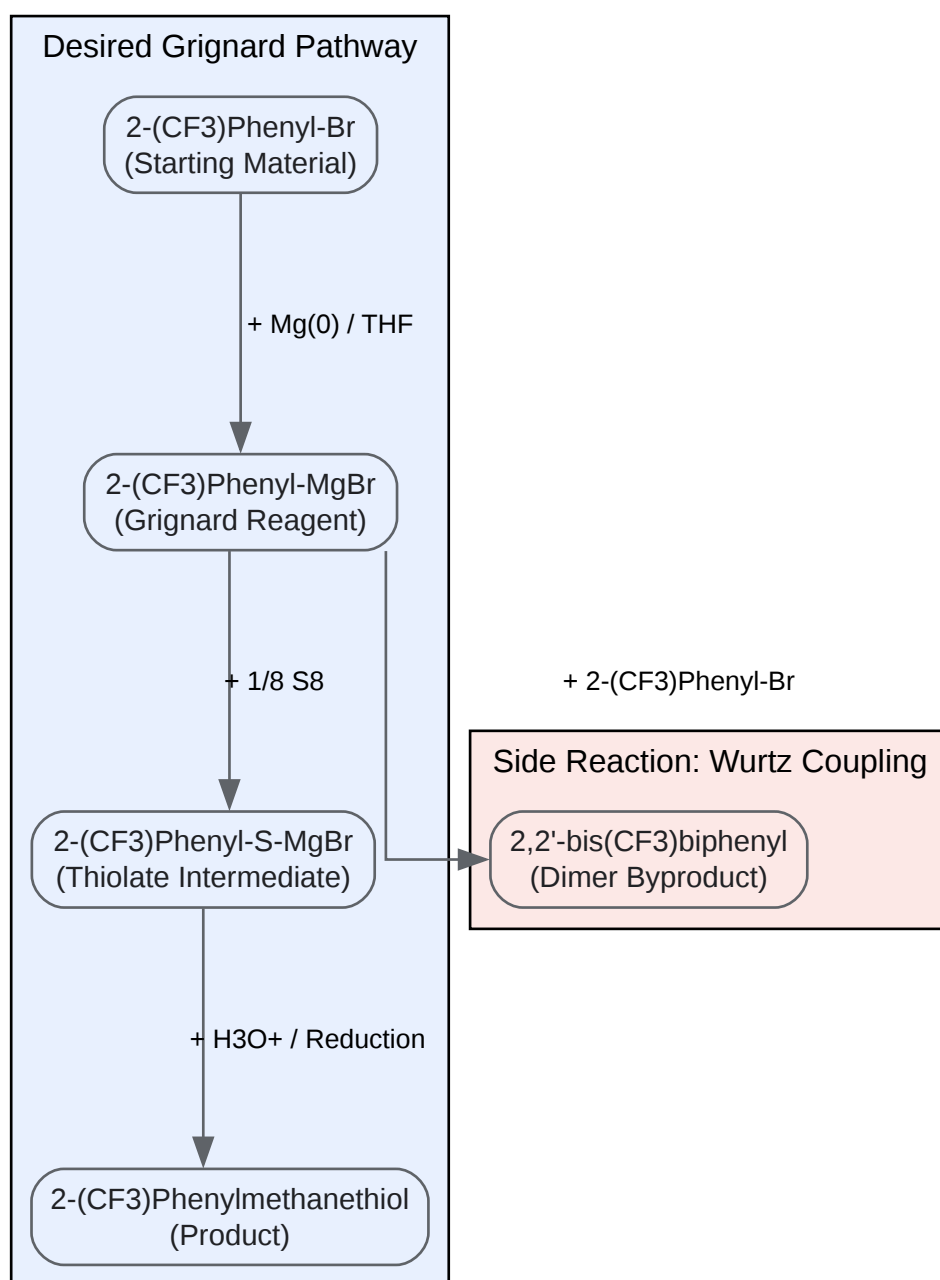 Desired Grignard Pathway
2-(CF3)Phenyl-Br
(Starting Material)
+ Mg(0) / THF
2-(CF3)Phenyl-MgBr
(Grignard Reagent)
+ 1/8 S8
+ 2-(CF3)Phenyl-Br
Side Reaction: Wurtz Coupling
2-(CF3)Phenyl-S-MgBr
(Thiolate Intermediate)
2,2'-bis(CF3)biphenyl
(Dimer Byproduct)
+ H3O+ / Reduction
2-(CF3)Phenylmethanethiol
(Product)